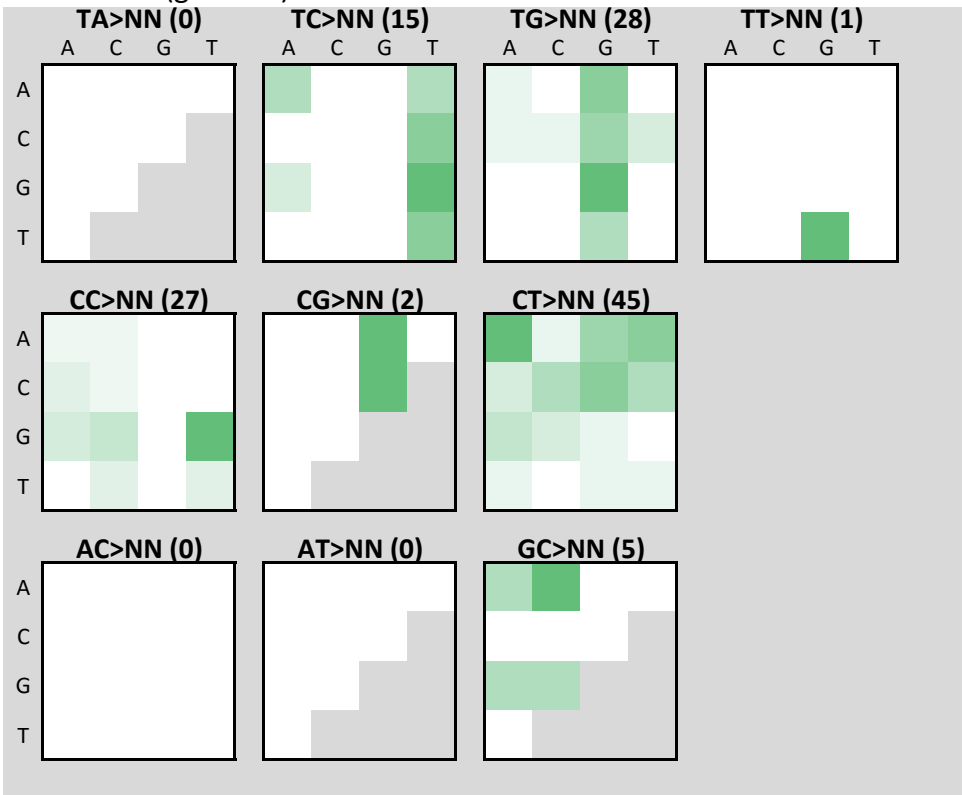 TA>NN (0) TC>NN (15) TG>NN (28) TT>NN (1)
A C G T A C G T A C G T A C G T
A
C
G
T
CC>NN (27) CG>NN (2) CT>NN (45)
A
C
G
T
AC>NN (0) AT>NN (0) GC>NN (5)
A
C
G
T